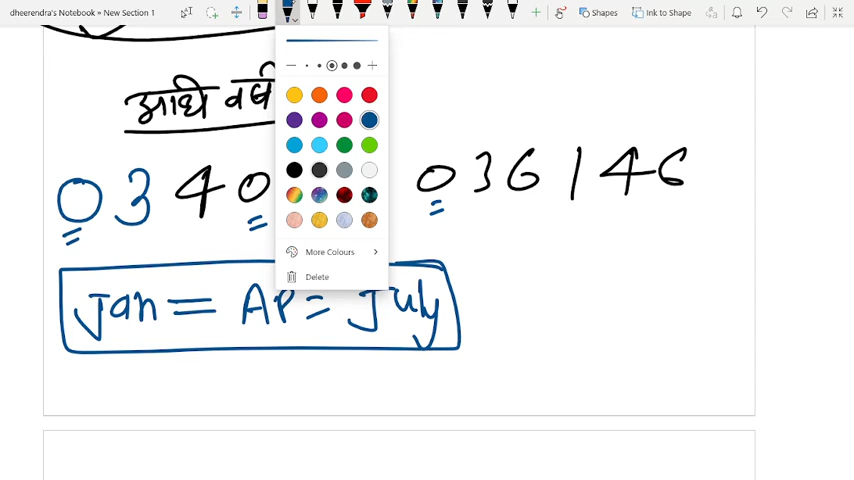 dheerendra's Notebook » New Section 1
Shapes Ink to Shape
आधे वर्ष
0 3 4 0 0 3 6 1 4 6
More Colours
Delete
Jan = AP = July